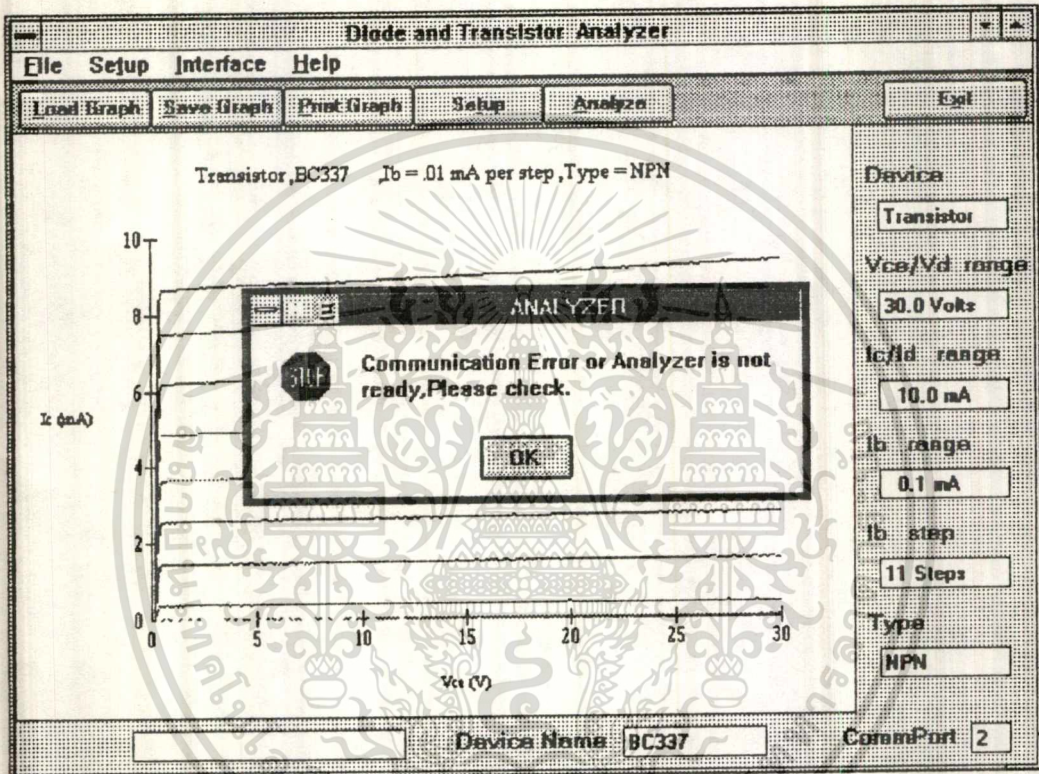 Diode and Transistor Analyzer
File Setup Interface Help
Load Graph Save Graph Print Graph Setup Analyze Exit
Transistor ,BC337 ,Ib = .01 mA per step ,Type = NPN
10
8
6
4
2
0
Ic (mA)
0 5 10 15 20 25 30
Vce (V)
ANALYZER
STOP
Communication Error or Analyzer is not
ready,Please check.
OK
Device
Transistor
Vce/Vd range
30.0 Volts
Ic/Id range
10.0 mA
Ib range
0.1 mA
Ib step
11 Steps
Type
NPN
Device Name BC337
CommPort 2